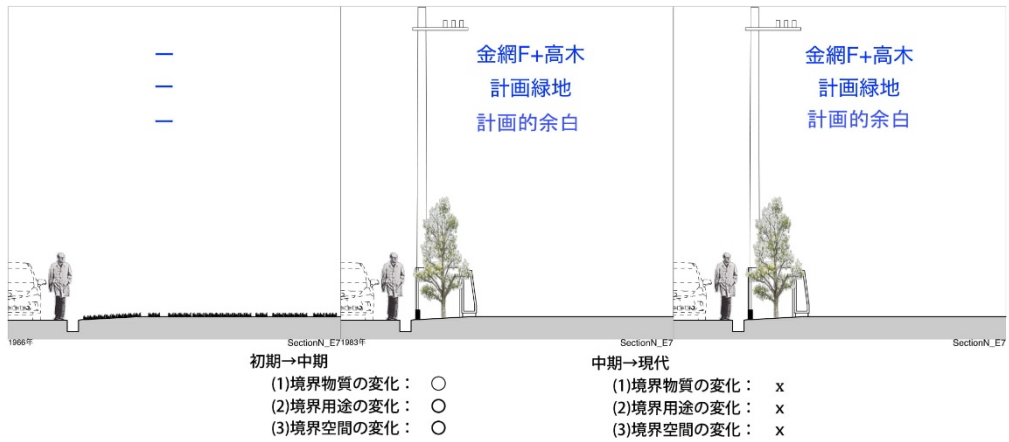 一
一
一
金網F+高木
計画緑地
計画的余白
金網F+高木
計画緑地
計画的余白
1966年
SectionN_E7
1983年
SectionN_E7
SectionN_E7
初期→中期
(1)境界物質の変化： ○
(2)境界用途の変化： ○
(3)境界空間の変化： ○
中期→現代
(1)境界物質の変化： x
(2)境界用途の変化： x
(3)境界空間の変化： x